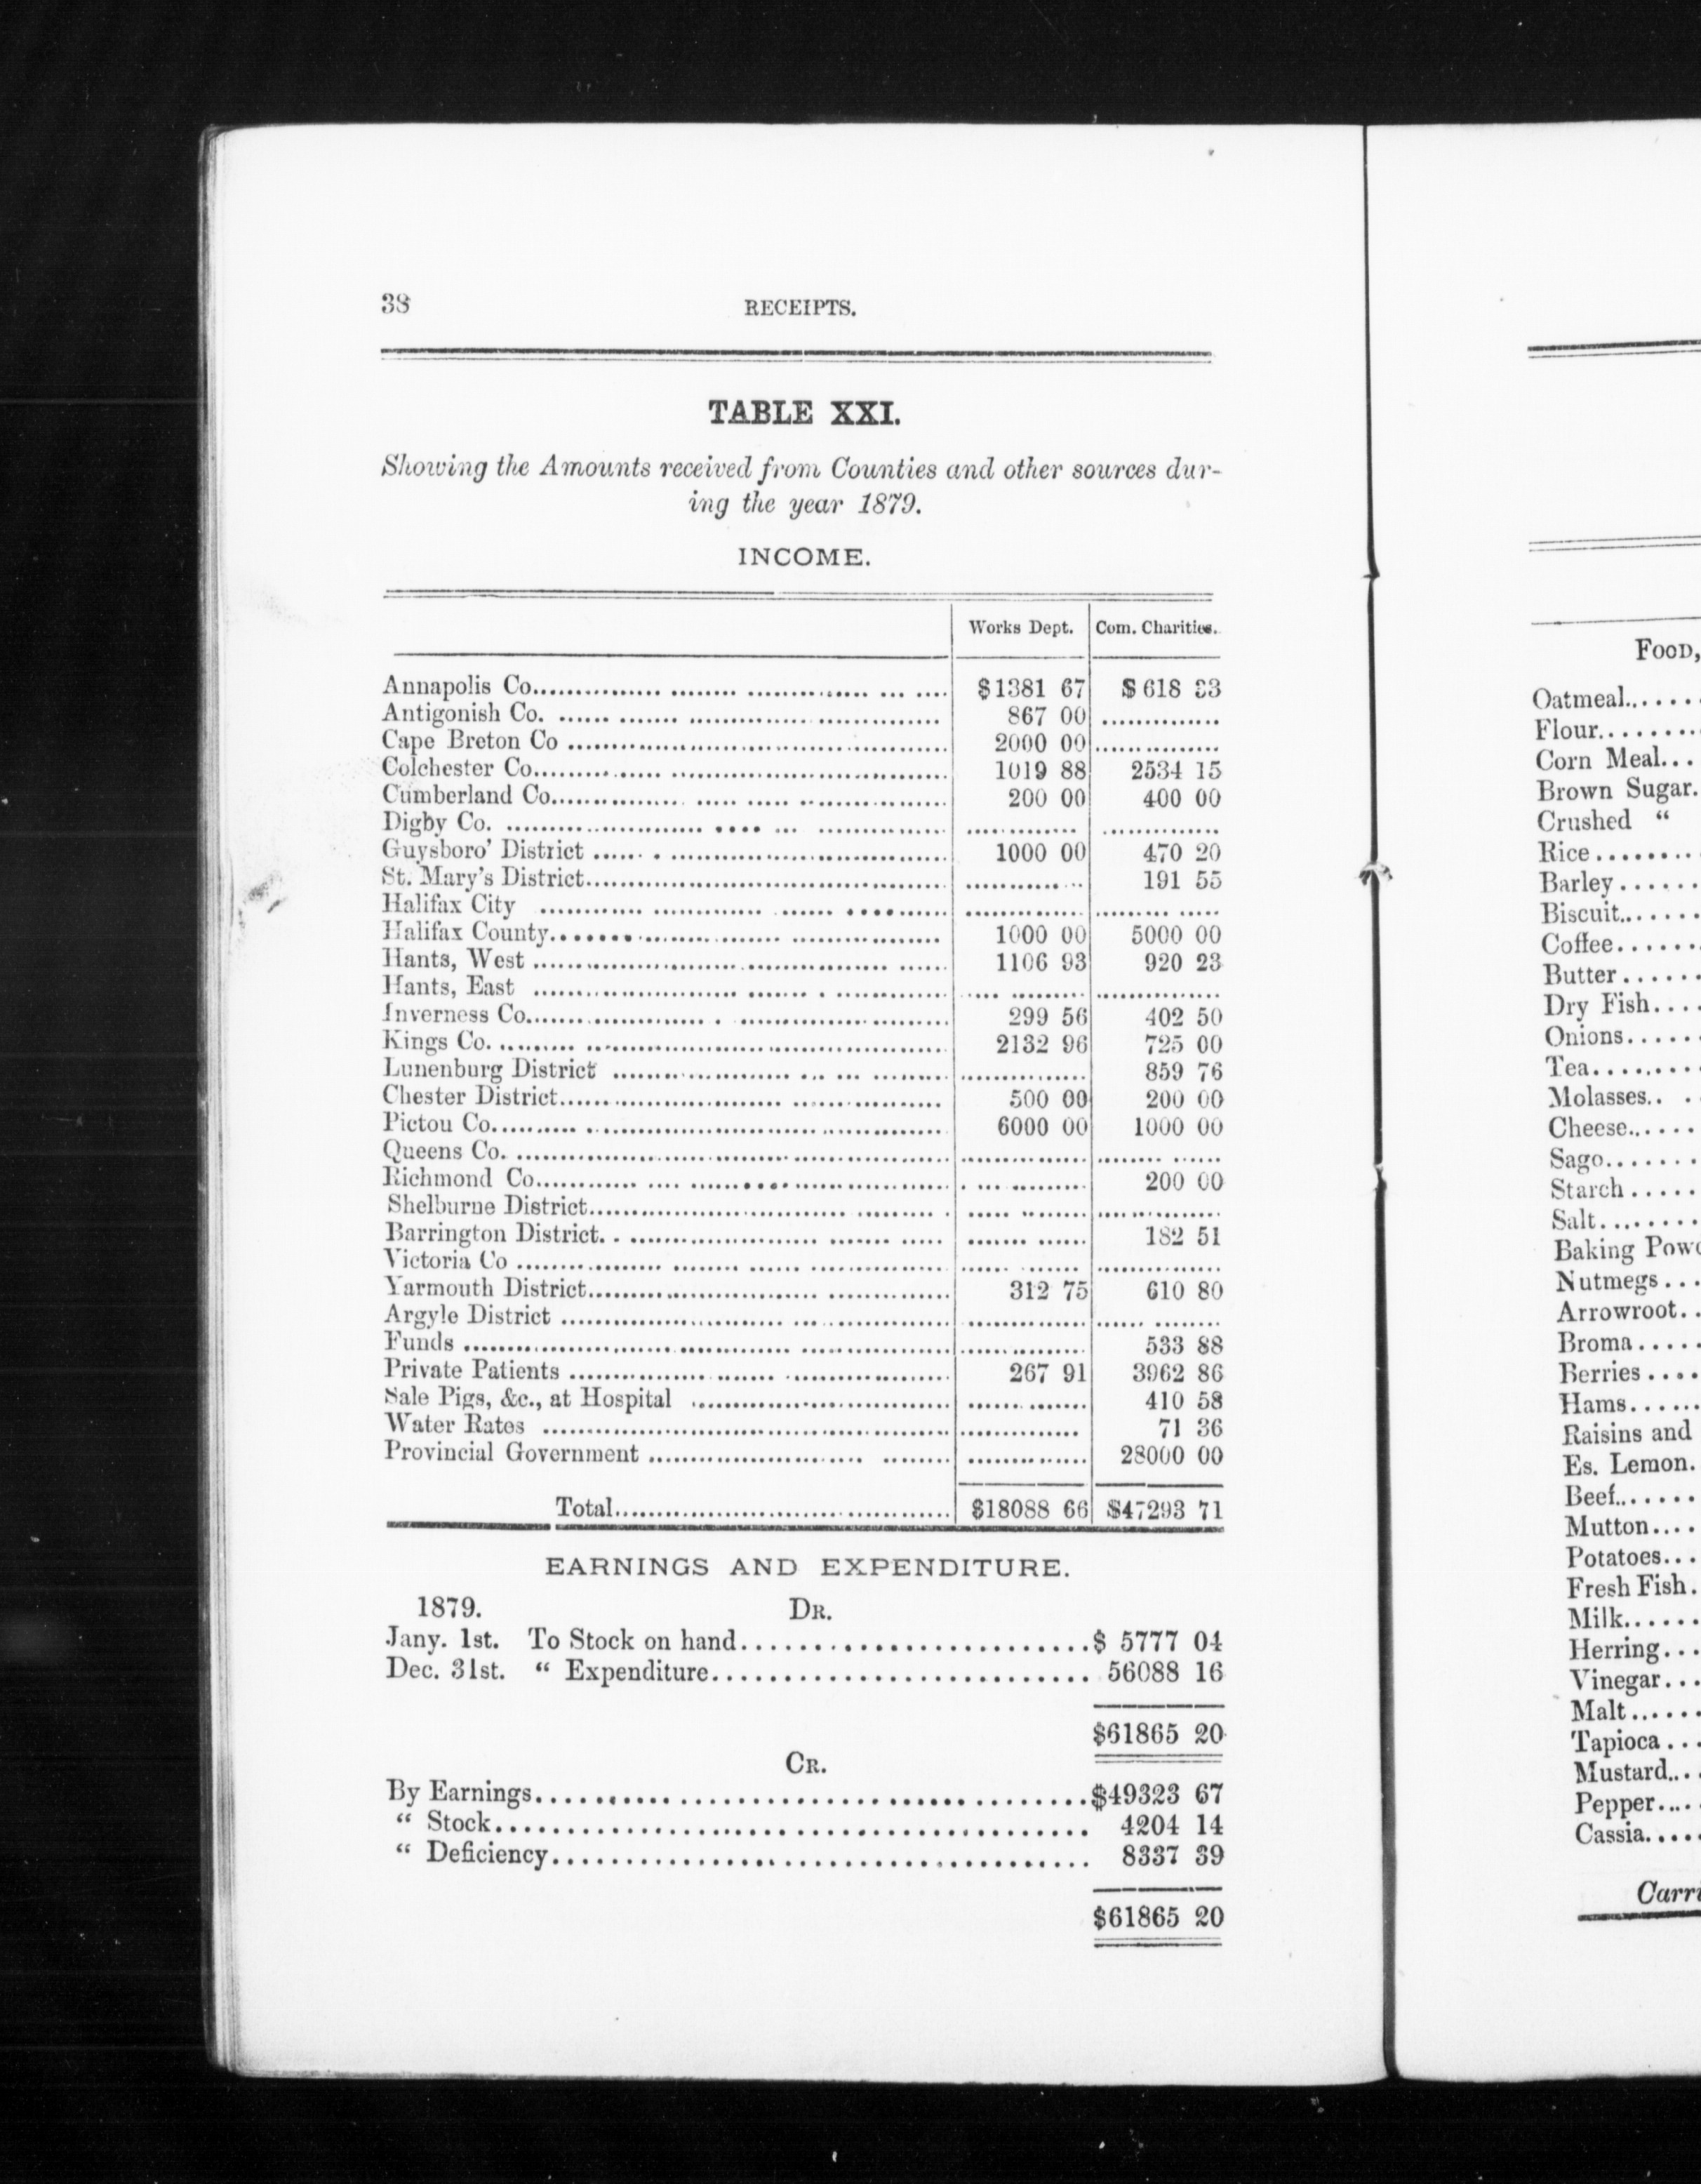 38 RECEIPTS.
TABLE XXI.
Showing the Amounts received from Counties and other sources dur-
ing the year 1879.
INCOME.
Works Dept. Com. Charities.
Annapolis Co. $1381 67 $618 33
Antigonish Co. 867 00
Cape Breton Co 2000 00
Colchester Co. 1019 88 2534 15
Cumberland Co. 200 00 400 00
Digby Co.
Guysboro' District 1000 00 470 20
St. Mary's District. 191 55
Halifax City
Halifax County. 1000 00 5000 00
Hants, West 1106 93 920 23
Hants, East
Inverness Co. 299 56 402 50
Kings Co. 2132 96 725 00
Lunenburg District 859 76
Chester District. 500 00 200 00
Pictou Co. 6000 00 1000 00
Queens Co.
Richmond Co. 200 00
Shelburne District.
Barrington District. 182 51
Victoria Co
Yarmouth District. 312 75 610 80
Argyle District
Funds 533 88
Private Patients 267 91 3962 86
Sale Pigs, &c., at Hospital 410 58
Water Rates 71 36
Provincial Government 28000 00
Total. $18088 66 $47293 71
EARNINGS AND EXPENDITURE.
1879. DR.
Jany. 1st. To Stock on hand. $ 5777 04
Dec. 31st. “ Expenditure. 56088 16
$61865 20
CR.
By Earnings. $49323 67
“ Stock. 4204 14
“ Deficiency. 8337 39
$61865 20
FOOD,
Oatmeal.
Flour.
Corn Meal.
Brown Sugar.
Crushed “
Rice
Barley
Biscuit.
Coffee.
Butter
Dry Fish.
Onions.
Tea.
Molasses.
Cheese.
Sago.
Starch
Salt.
Baking
Nutmegs
Arrowroot.
Broma.
Berries
Hams.
Raisins and
Es. Lemon.
Beef.
Mutton.
Potatoes.
Fresh Fish.
Milk.
Herring.
Vinegar.
Malt
Tapioca
Mustard.
Pepper.
Cassia.